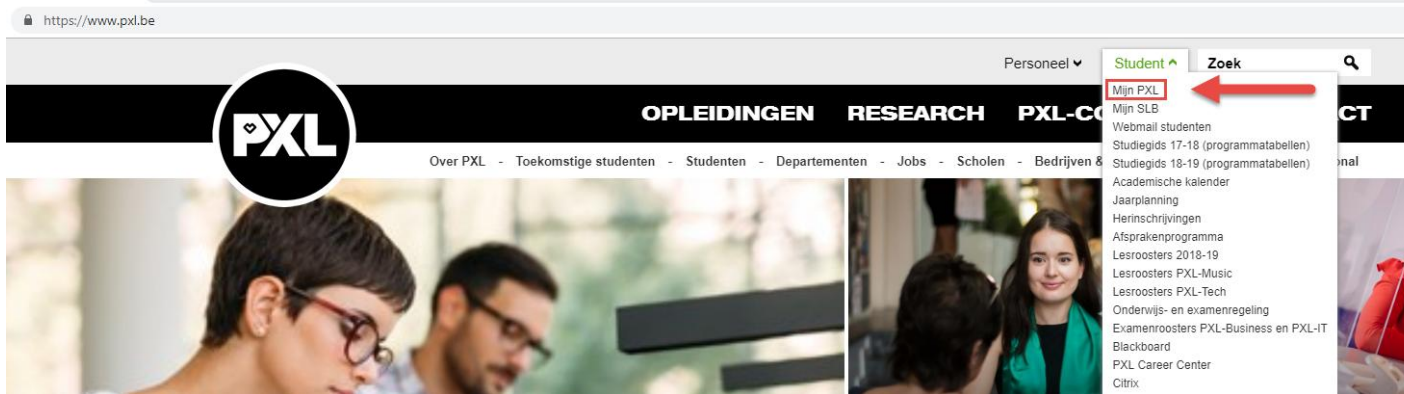 https://www.pxl.be
Personeel Student Zoek
PXL
OPLEIDINGEN RESEARCH
Over PXL - Toekomstige studenten - Studenten - Departementen - Jobs - Scholen - Bedrijven &
Mijn PXL
Mijn SLB
Webmail studenten
Studiegids 17-18 (programmatabellen)
Studiegids 18-19 (programmatabellen)
Academische kalender
Jaarplanning
Herinschrijvingen
Afsprakenprogramma
Lesroosters 2018-19
Lesroosters PXL-Music
Lesroosters PXL-Tech
Onderwijs- en examenregeling
Examenroosters PXL-Business en PXL-IT
Blackboard
PXL Career Center
Citrix